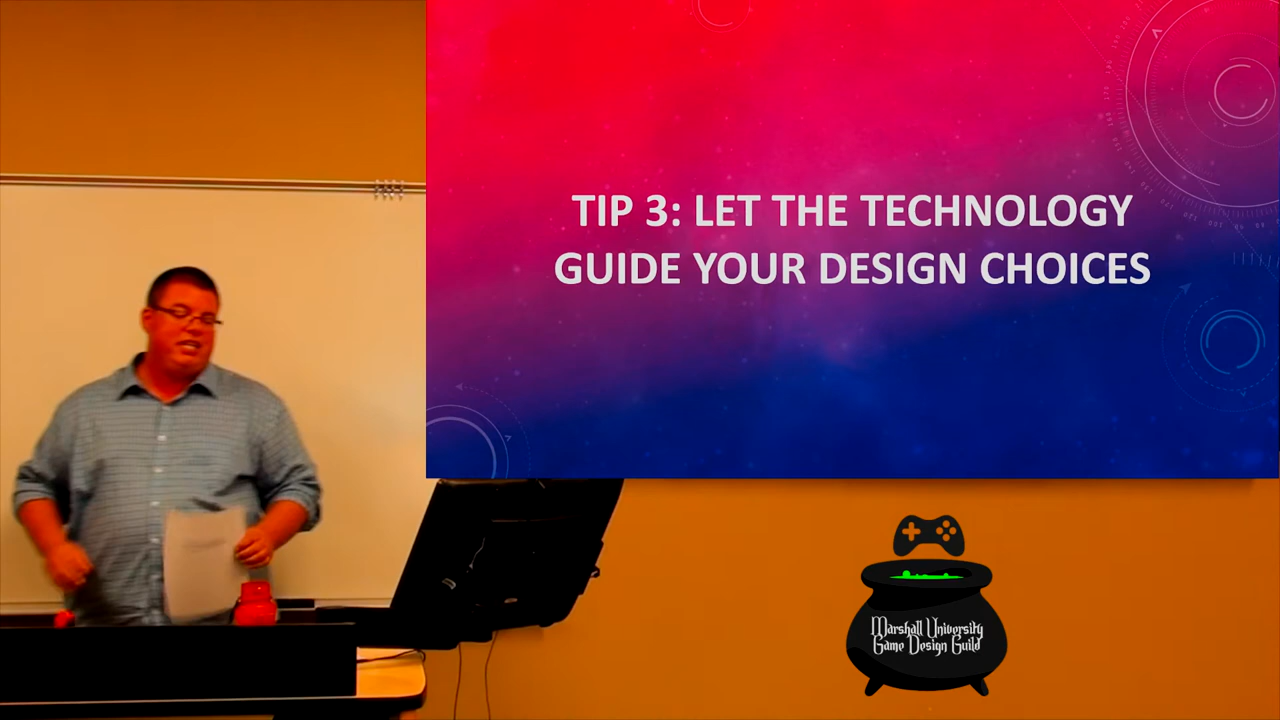 TIP 3: LET THE TECHNOLOGY
GUIDE YOUR DESIGN CHOICES
Marshall University
Game Design Guild